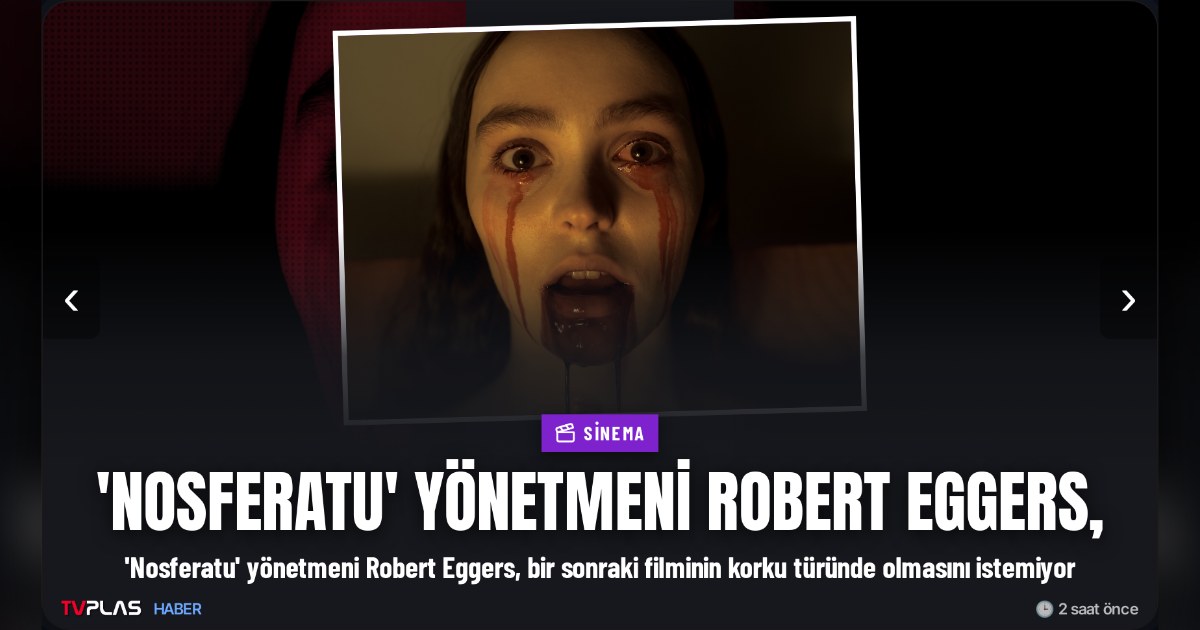 SİNEMA
'NOSFERATU' YÖNETMENİ ROBERT EGGERS,
'Nosferatu' yönetmeni Robert Eggers, bir sonraki filminin korku türünde olmasını istemiyor
TVPLAS HABER
2 saat önce